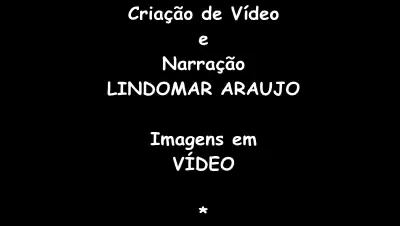 Criação de Vídeo
e
Narração
LINDOMAR ARAUJO
Imagens em
VÍDEO
*